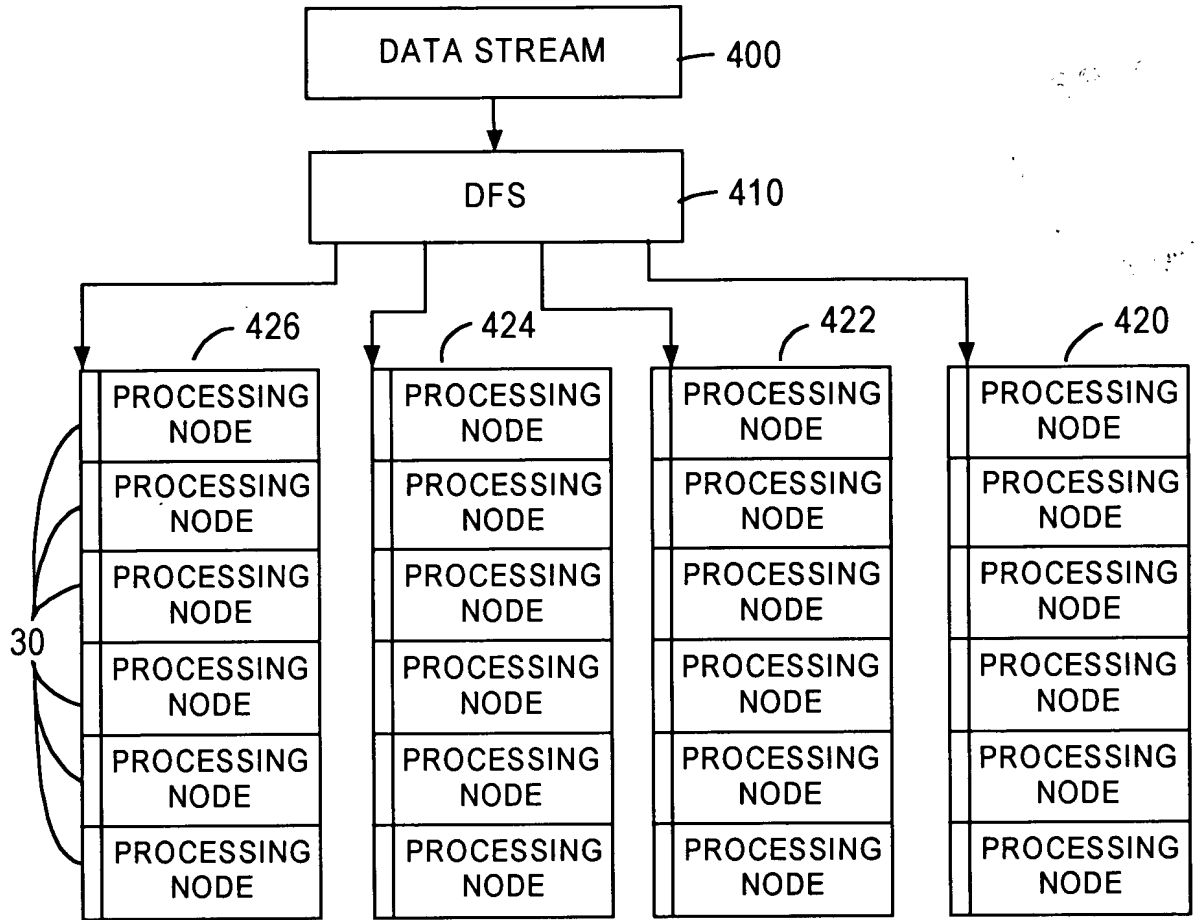 DATA STREAM
400
DFS
410
426
424
422
420
PROCESSING
NODE
PROCESSING
NODE
PROCESSING
NODE
PROCESSING
NODE
PROCESSING
NODE
PROCESSING
NODE
PROCESSING
NODE
PROCESSING
NODE
PROCESSING
NODE
PROCESSING
NODE
PROCESSING
NODE
PROCESSING
NODE
30
PROCESSING
NODE
PROCESSING
NODE
PROCESSING
NODE
PROCESSING
NODE
PROCESSING
NODE
PROCESSING
NODE
PROCESSING
NODE
PROCESSING
NODE
PROCESSING
NODE
PROCESSING
NODE
PROCESSING
NODE
PROCESSING
NODE